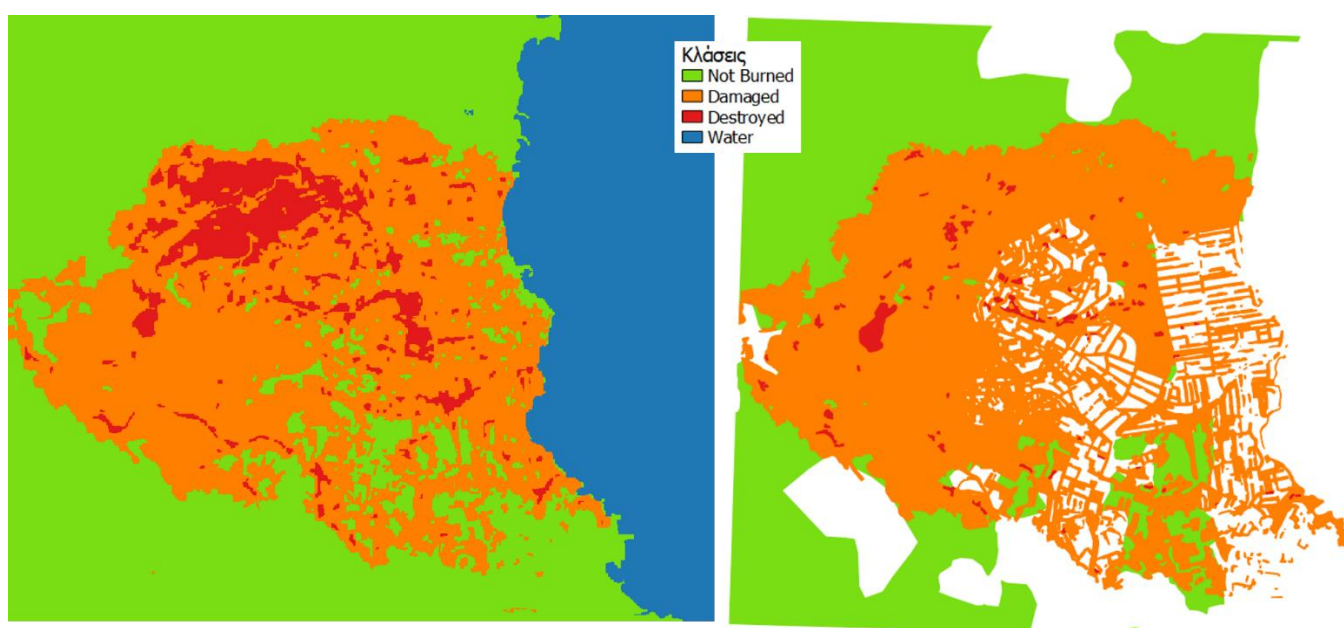 Κλάσεις
Not Burned
Damaged
Destroyed
Water